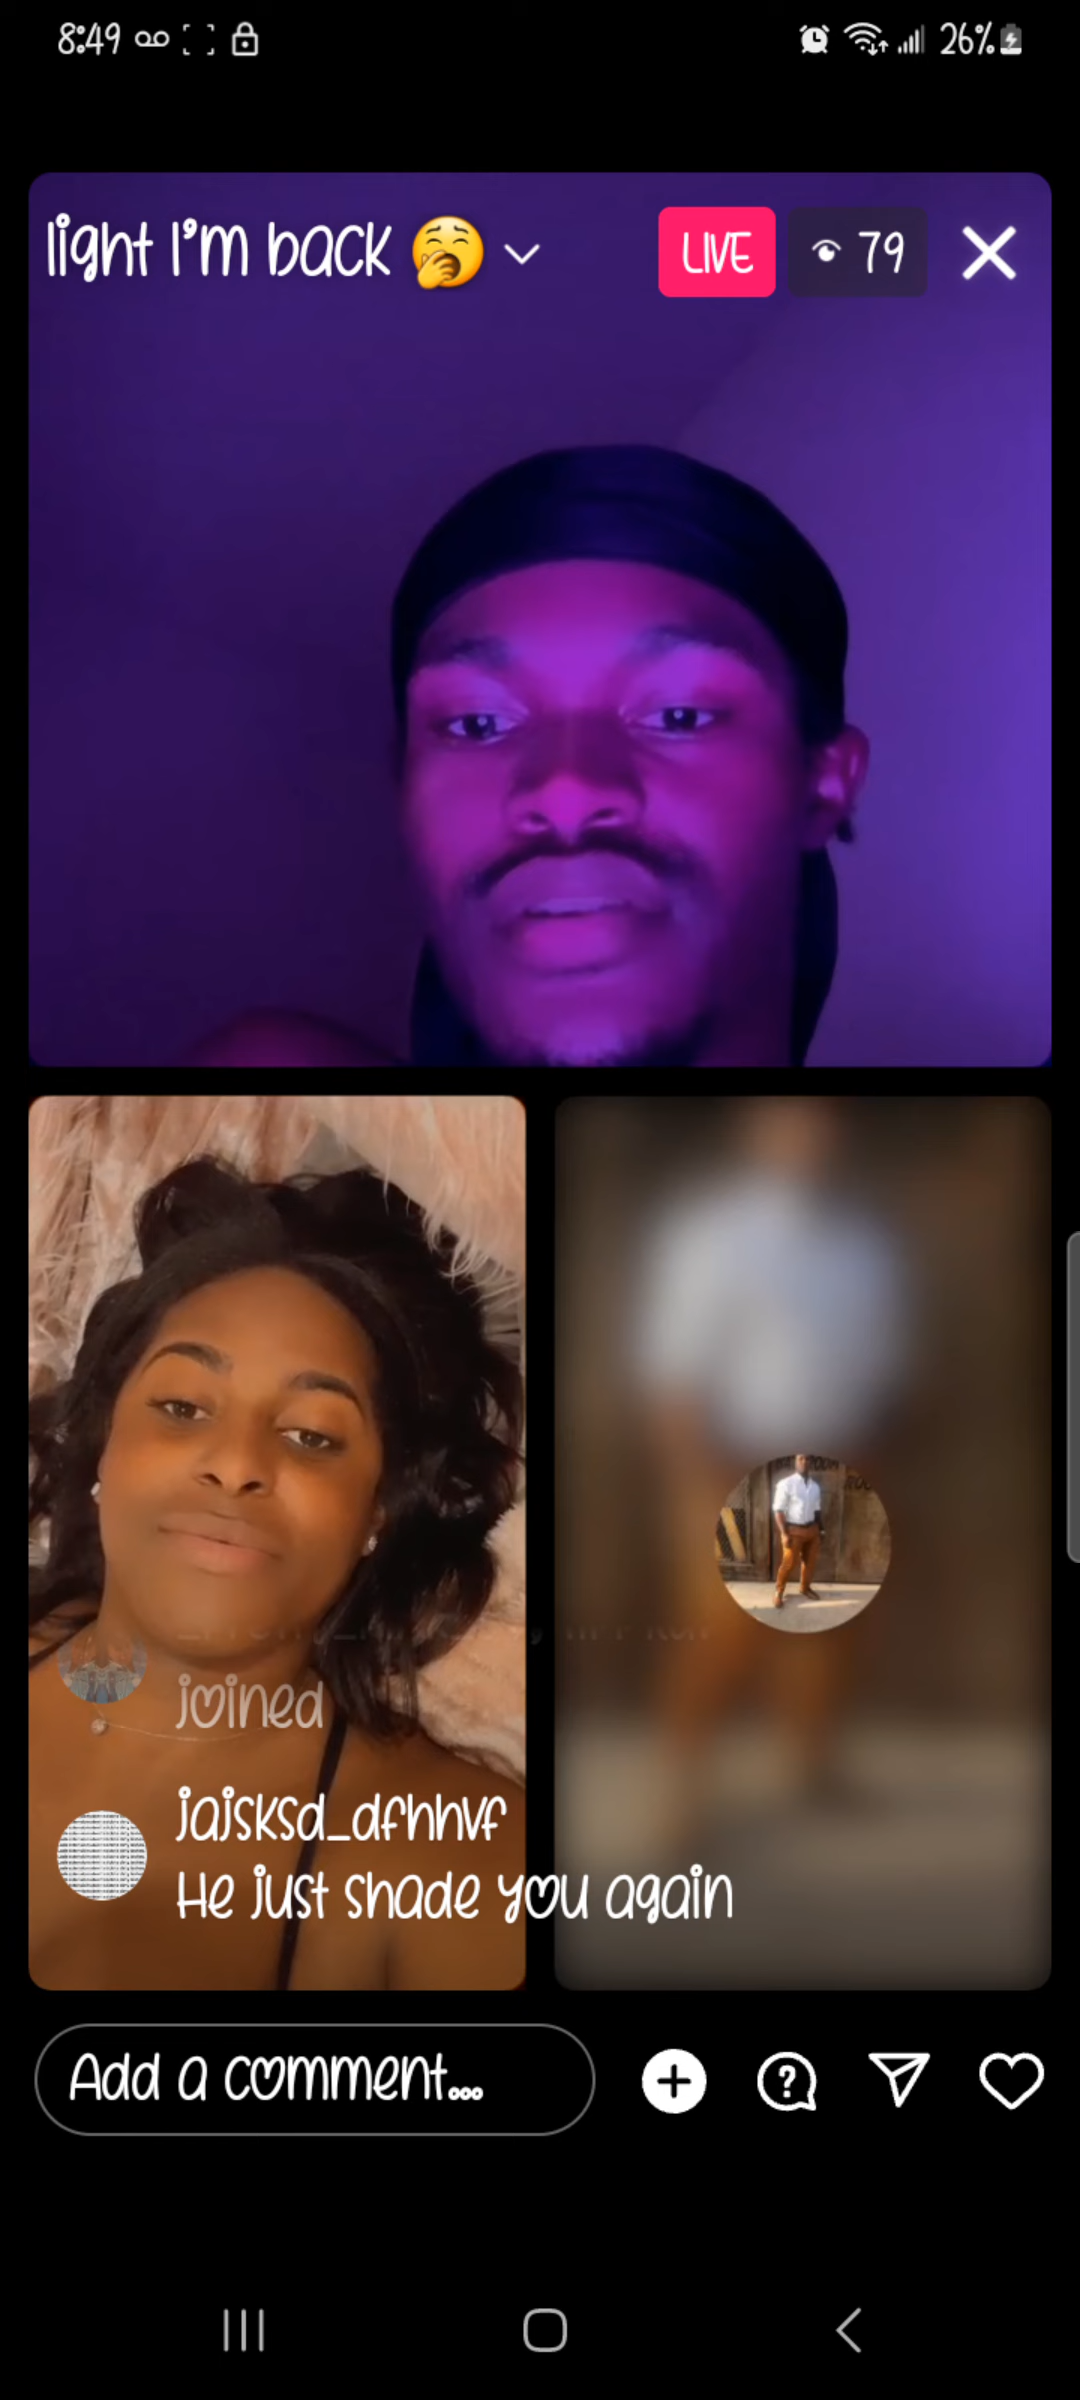 8:49
26%
light I'm back 🥱
LIVE
79
joined
jajsksd_dfhhvf
He just shade you again
Add a comment...